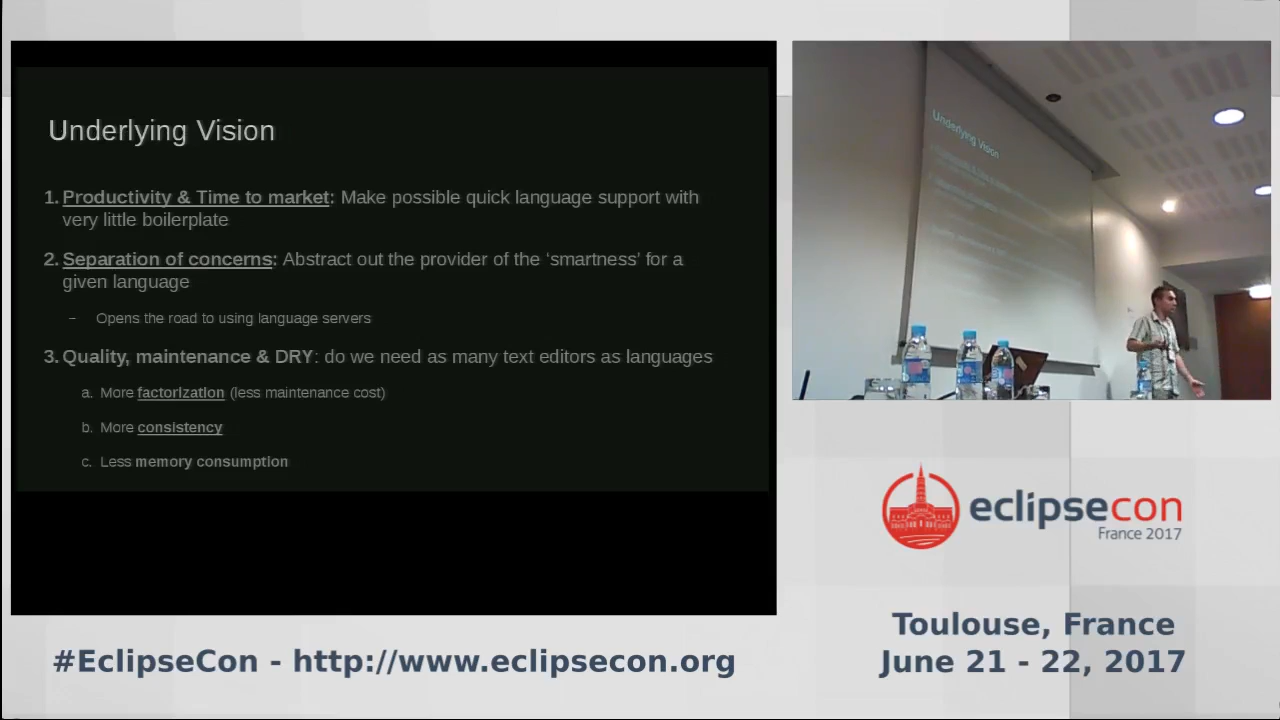 Underlying Vision
1. Productivity & Time to market: Make possible quick language support with
very little boilerplate
2. Separation of concerns: Abstract out the provider of the ‘smartness’ for a
given language
– Opens the road to using language servers
3. Quality, maintenance & DRY: do we need as many text editors as languages
a. More factorization (less maintenance cost)
b. More consistency
c. Less memory consumption
Underlying Vision
eclipsecon
France 2017
Toulouse, France
June 21 - 22, 2017
#EclipseCon - http://www.eclipsecon.org